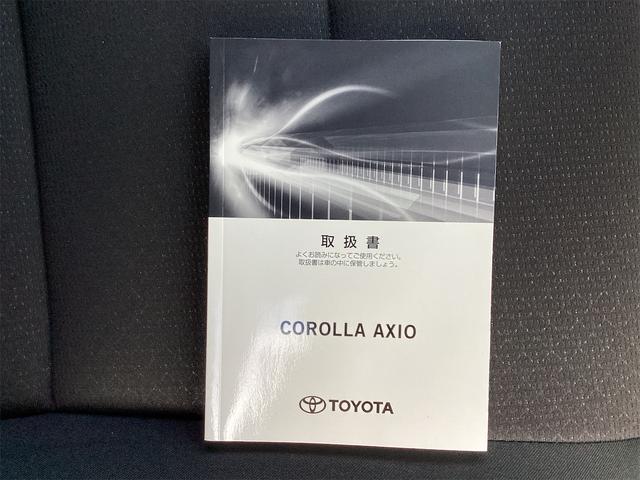 取扱書
よくお読みになってご使用ください。
取扱書は車の中に保管しましょう。
COROLLA AXIO
TOYOTA